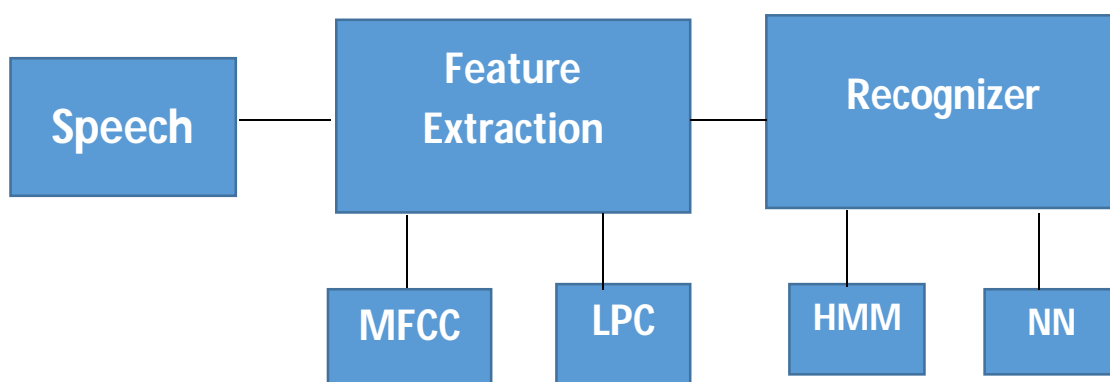 Speech
Feature
Extraction
Recognizer
MFCC
LPC
HMM
NN